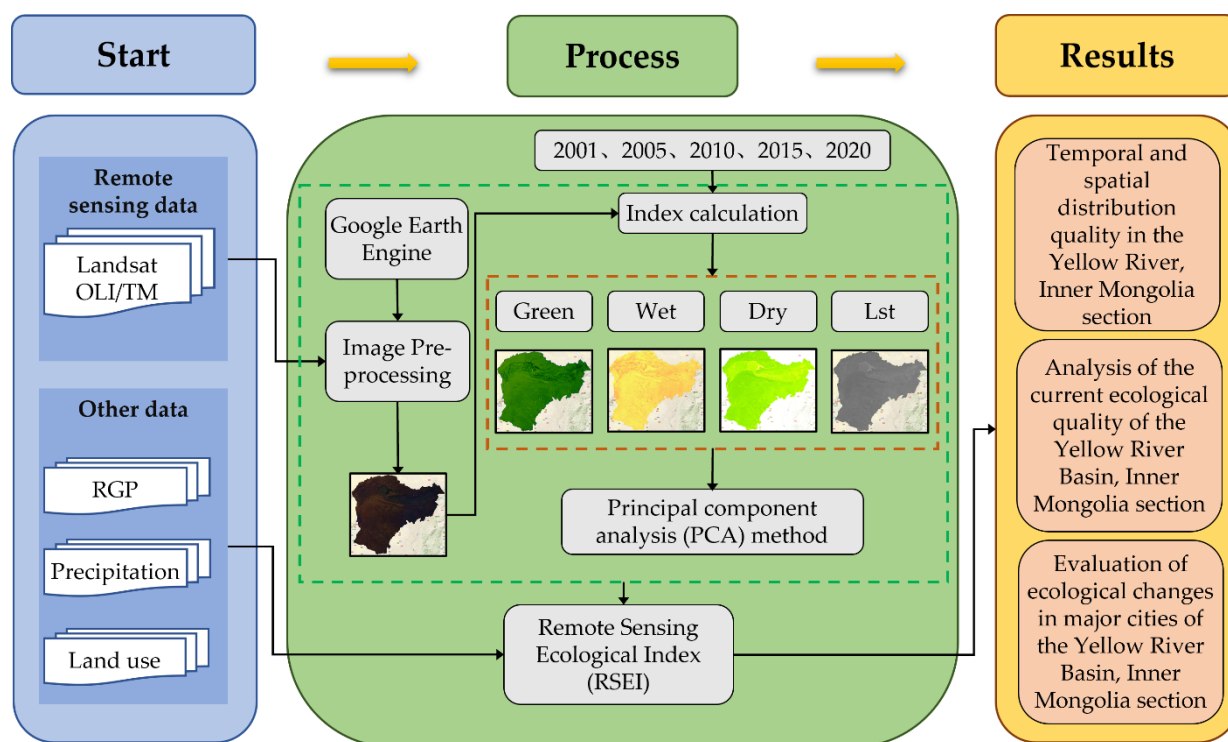 Start
Process
Results
Remote
sensing data
Landsat
OLI/TM
Other data
RGP
Precipitation
Land use
2001、2005、2010、2015、2020
Google Earth
Engine
Index calculation
Image Pre-
processing
Green
Wet
Dry
Lst
Principal component
analysis (PCA) method
Remote Sensing
Ecological Index
(RSEI)
Temporal and
spatial
distribution
quality in the
Yellow River,
Inner Mongolia
section
Analysis of the
current ecological
quality of the
Yellow River
Basin, Inner
Mongolia section
Evaluation of
ecological changes
in major cities of
the Yellow River
Basin, Inner
Mongolia section